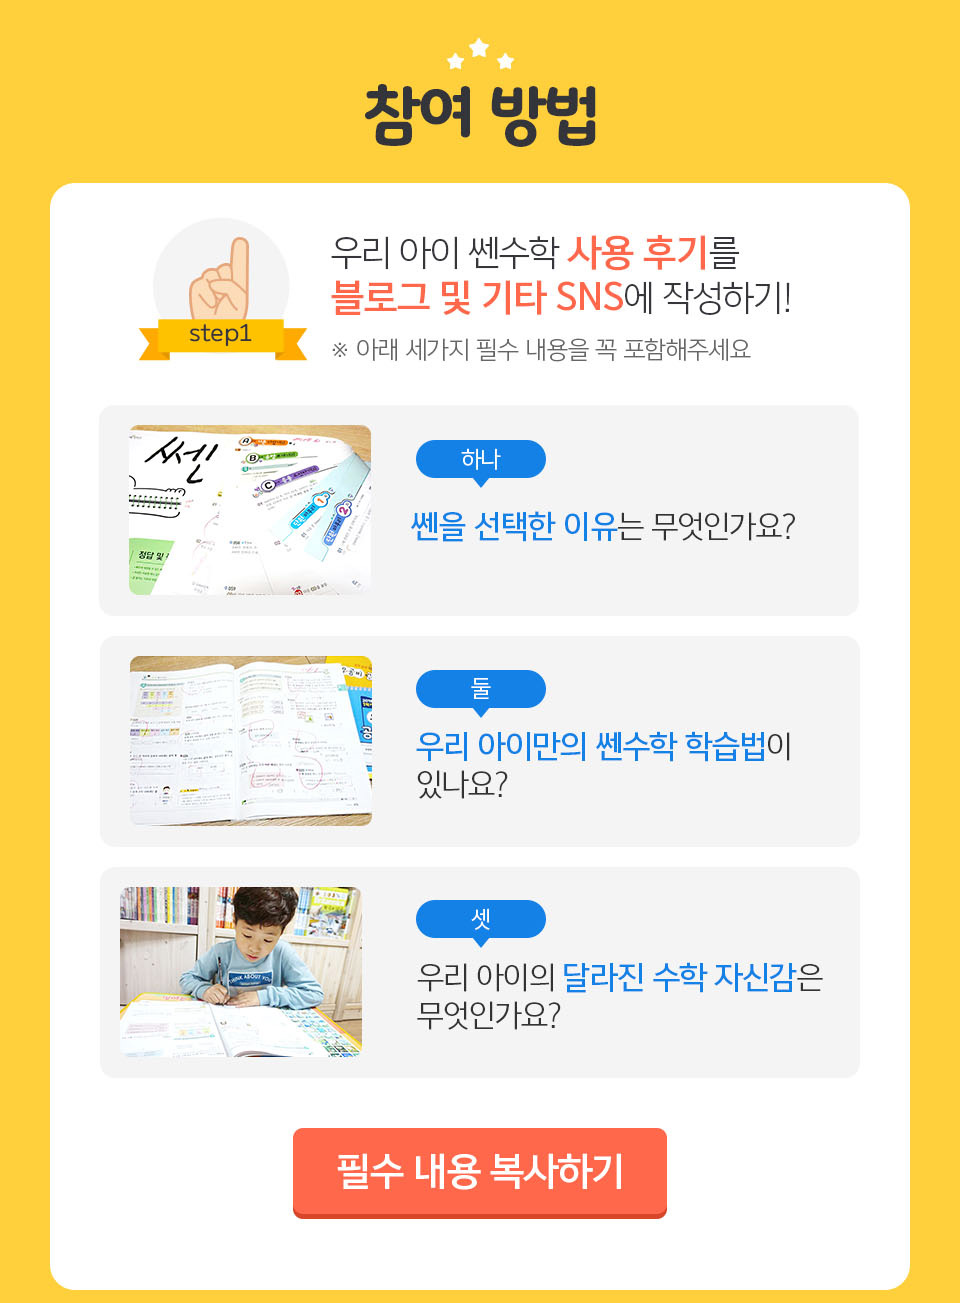 참여 방법
step1
우리 아이 쎈수학 사용 후기를
블로그 및 기타 SNS에 작성하기!
※ 아래 세가지 필수 내용을 꼭 포함해주세요
쎈
A
B
C
정답 및
하나
쎈을 선택한 이유는 무엇인가요?
둘
우리 아이만의 쎈수학 학습법이
있나요?
THINK ABOUT YOU
셋
우리 아이의 달라진 수학 자신감은
무엇인가요?
필수 내용 복사하기